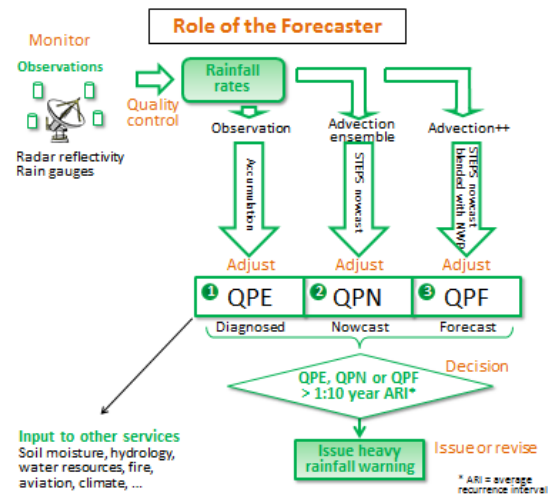 Role of the Forecaster
Monitor
Observations
Radar reflectivity
Rain gauges
Quality
control
Rainfall
rates
Observation
Advection
ensemble
Advection++
Accumulation
STEPS nowcast
STEPS nowcast
blended with NWP
Adjust
Adjust
Adjust
1 QPE
2 QPN
3 QPF
Diagnosed
Nowcast
Forecast
Decision
QPE, QPN or QPF
> 1:10 year ARI*
Input to other services
Soil moisture, hydrology,
water resources, fire,
aviation, climate, ...
Issue heavy
rainfall warning
Issue or revise
* ARI = average
recurrence interval